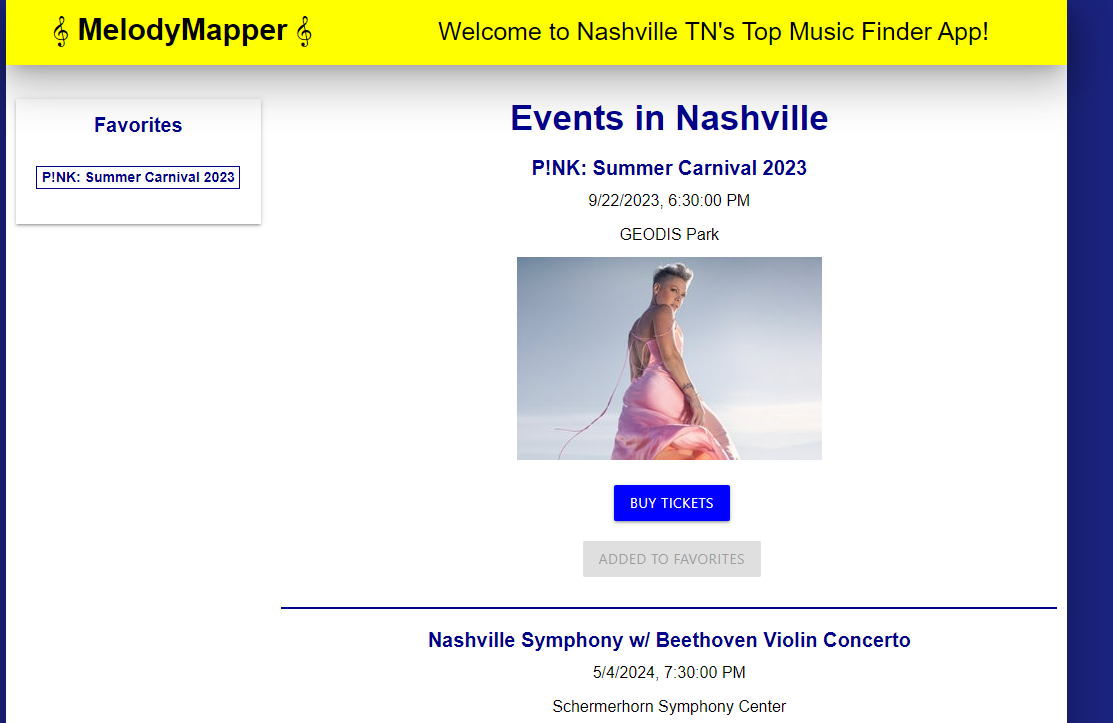 𝄞 MelodyMapper 𝄞
Welcome to Nashville TN's Top Music Finder App!
Favorites
P!NK: Summer Carnival 2023
Events in Nashville
P!NK: Summer Carnival 2023
9/22/2023, 6:30:00 PM
GEODIS Park
BUY TICKETS
ADDED TO FAVORITES
Nashville Symphony w/ Beethoven Violin Concerto
5/4/2024, 7:30:00 PM
Schermerhorn Symphony Center